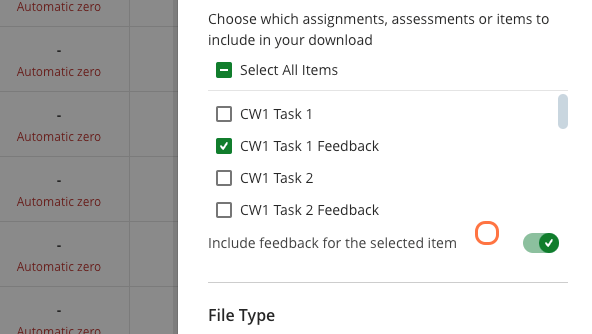 Automatic zero
-
Automatic zero
-
Automatic zero
-
Automatic zero
-
Automatic zero
-
Automatic zero
Choose which assignments, assessments or items to
include in your download
Select All Items
CW1 Task 1
CW1 Task 1 Feedback
CW1 Task 2
CW1 Task 2 Feedback
Include feedback for the selected item
File Type